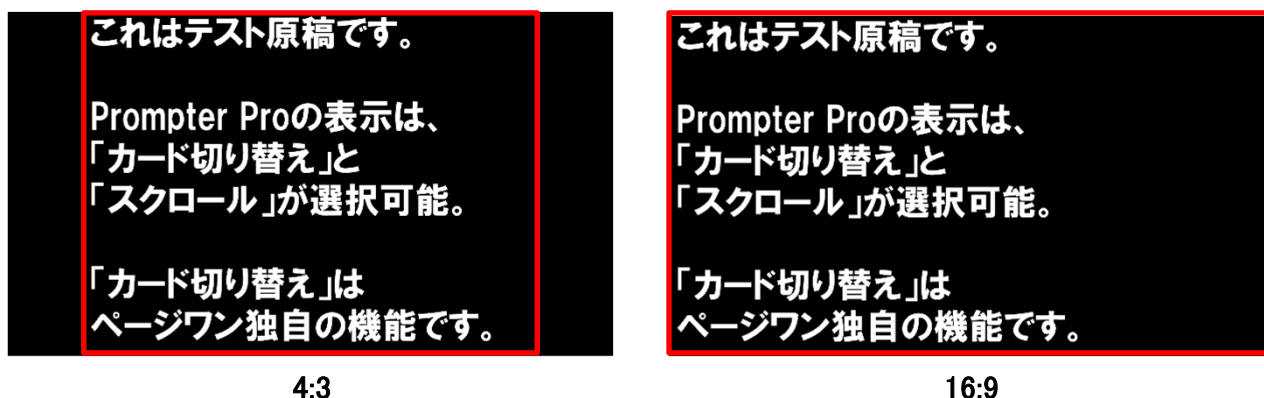 これはテスト原稿です。
Prompter Proの表示は、
「カード切り替え」と
「スクロール」が選択可能。
「カード切り替え」は
ページワン独自の機能です。
4:3
これはテスト原稿です。
Prompter Proの表示は、
「カード切り替え」と
「スクロール」が選択可能。
「カード切り替え」は
ページワン独自の機能です。
16:9